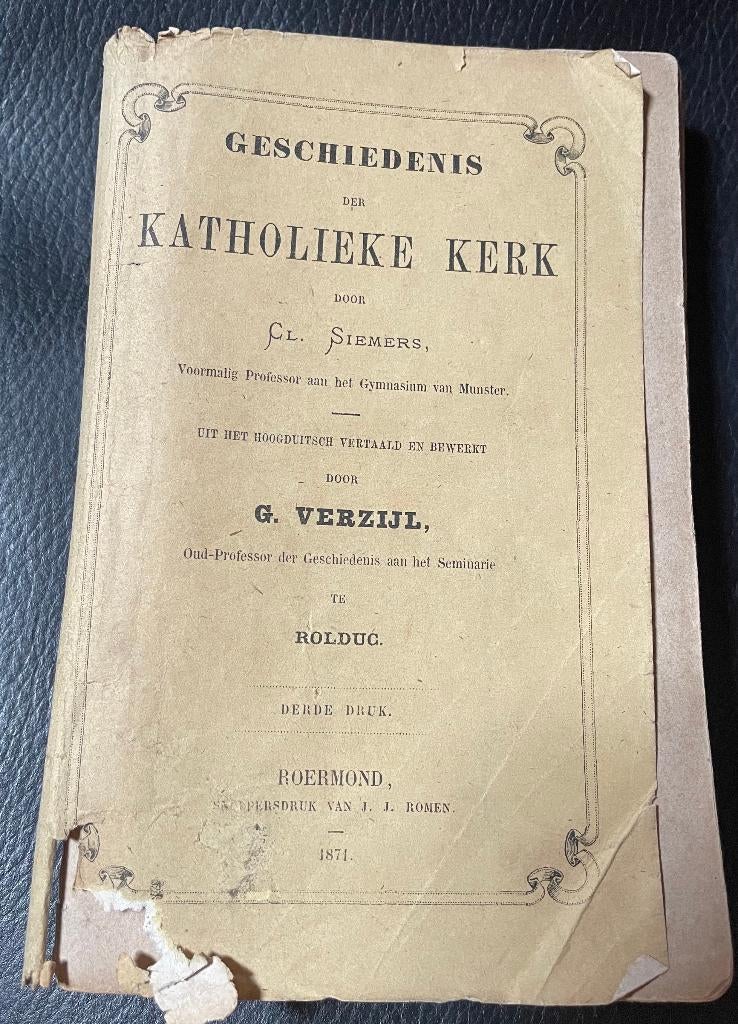 GESCHIEDENIS
DER
KATHOLIEKE KERK
DOOR
CL. SIEMERS,
Voormalig Professor aan het Gymnasium van Munster.
UIT HET HOOGDUITSCH VERTAALD EN BEWERKT
DOOR
G. VERZIJL,
Oud-Professor der Geschiedenis aan het Seminarie
TE
ROLDUC.
DERDE DRUK.
ROERMOND,
SNELPERSDRUK VAN J. J. ROMEN.
1871.